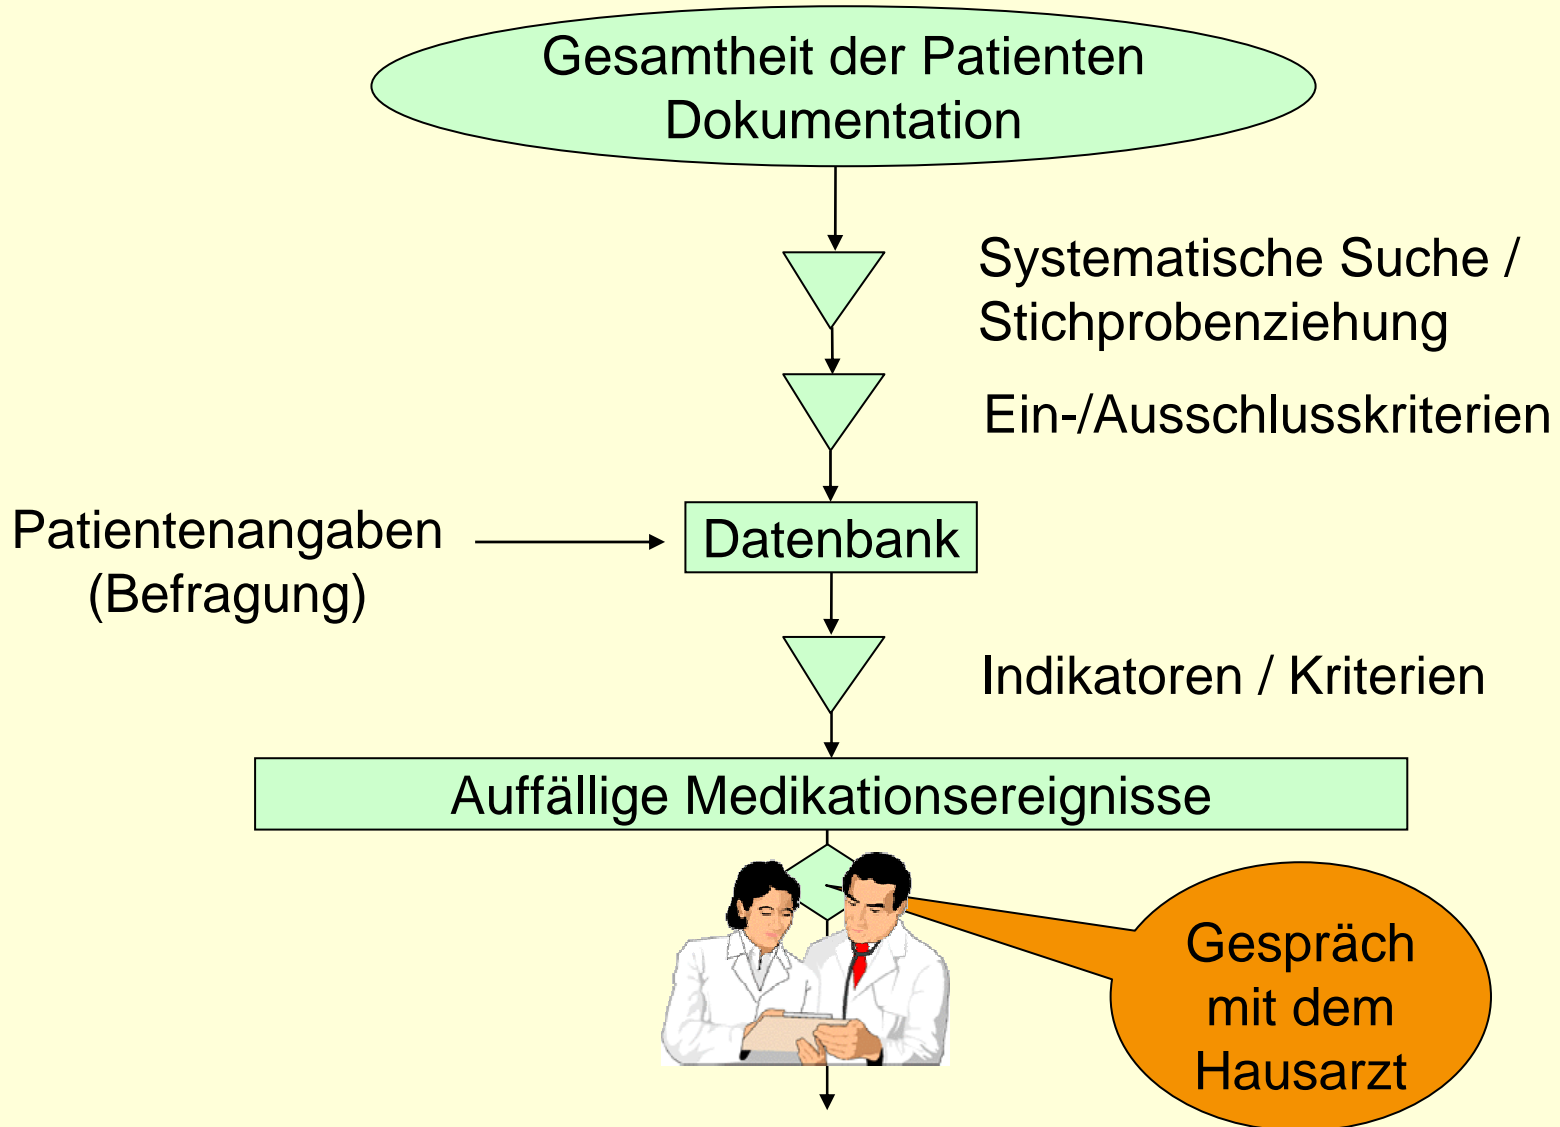 Gesamtheit der Patienten
Dokumentation
Systematische Suche /
Stichprobenziehung
Ein-/Ausschlusskriterien
Patientenangaben
(Befragung)
Datenbank
Indikatoren / Kriterien
Auffällige Medikationsereignisse
Gespräch
mit dem
Hausarzt